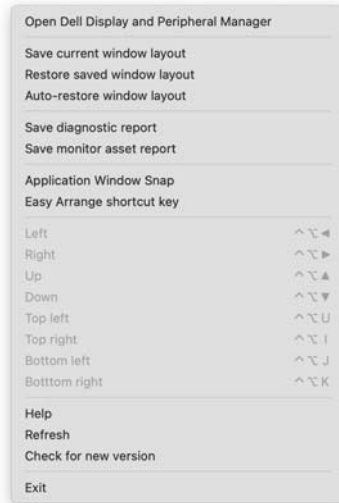 Open Dell Display and Peripheral Manager
Save current window layout
Restore saved window layout
Auto-restore window layout
Save diagnostic report
Save monitor asset report
Application Window Snap
Easy Arrange shortcut key
Left ^⌥◀
Right ^⌥▶
Up ^⌥▲
Down ^⌥▼
Top left ^⌥U
Top right ^⌥I
Bottom left ^⌥J
Botttom right ^⌥K
Help
Refresh
Check for new version
Exit